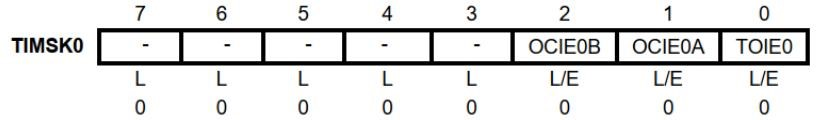 7 6 5 4 3 2 1 0
TIMSK0 - - - - - OCIE0B OCIE0A TOIE0
L L L L L L/E L/E L/E
0 0 0 0 0 0 0 0